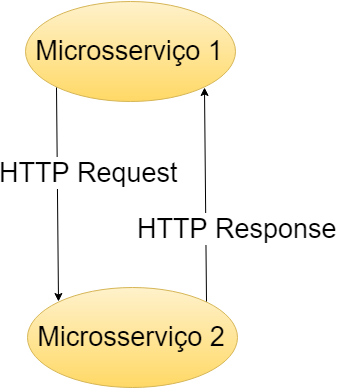 Microsserviço 1
HTTP Request
HTTP Response
Microsserviço 2